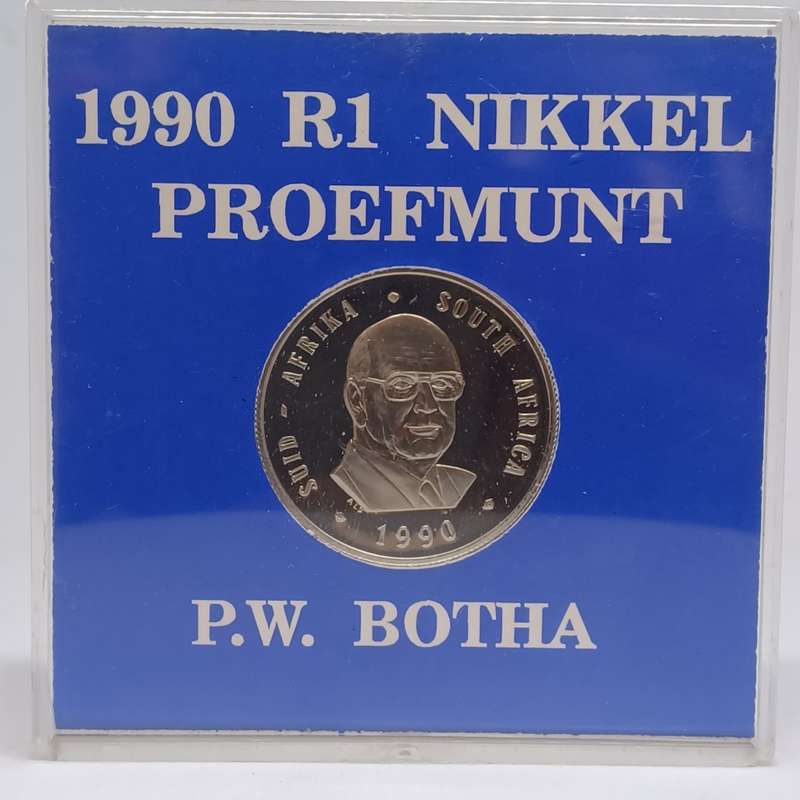 1990 R1 NIKKEL
PROEFMUNT
SUID - AFRIKA • SOUTH AFRICA
1990
P.W. BOTHA